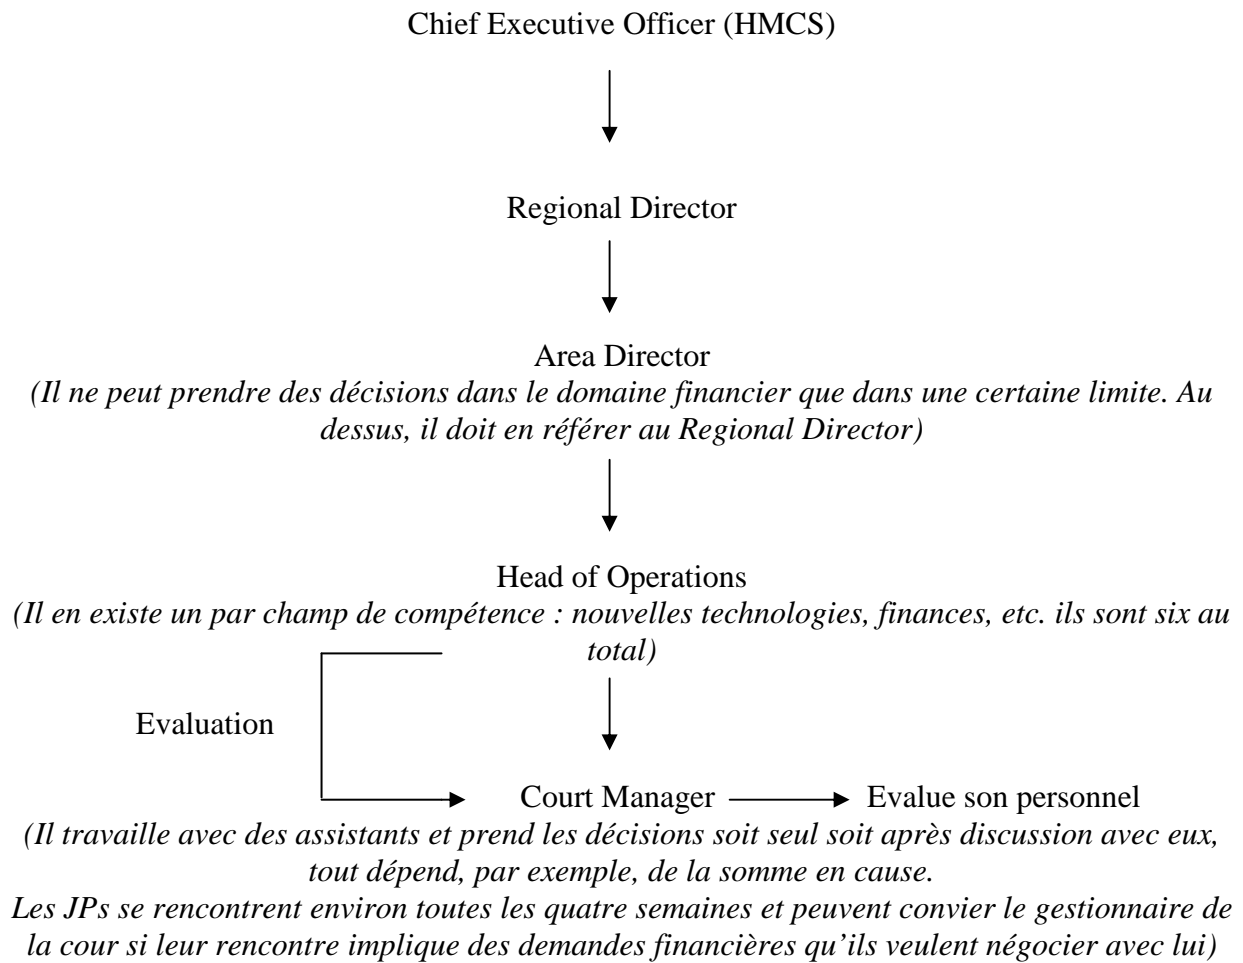 Chief Executive Officer (HMCS)
Regional Director
Area Director
(Il ne peut prendre des décisions dans le domaine financier que dans une certaine limite. Au
dessus, il doit en référer au Regional Director)
Head of Operations
(Il en existe un par champ de compétence : nouvelles technologies, finances, etc. ils sont six au
total)
Evaluation
Court Manager Evalue son personnel
(Il travaille avec des assistants et prend les décisions soit seul soit après discussion avec eux,
tout dépend, par exemple, de la somme en cause.
Les JPs se rencontrent environ toutes les quatre semaines et peuvent convier le gestionnaire de
la cour si leur rencontre implique des demandes financières qu'ils veulent négocier avec lui)